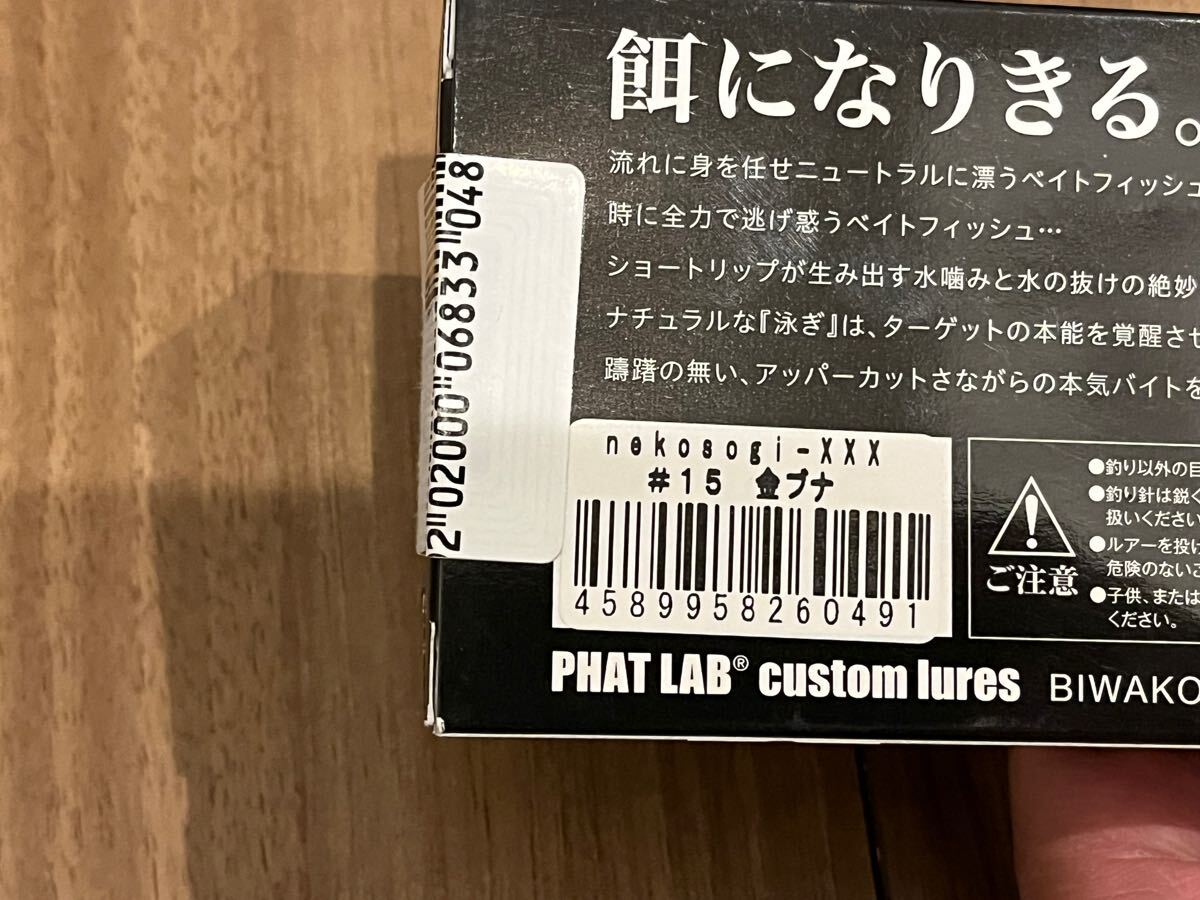 餌になりきる。
流れに身を任せニュートラルに漂うベイトフィッシュ
時に全力で逃げ惑うベイトフィッシュ…
ショートリップが生み出す水噛みと水の抜けの絶妙
ナチュラルな『泳ぎ』は、ターゲットの本能を覚醒させ
躊躇の無い、アッパーカットさながらの本気バイトを
2"02000"06833"048
nekosogi-XXX
#15 金ブナ
4589958260491
ご注意
●釣り以外の目
●釣り針は鋭く
扱いください
●ルアーを投げ
危険のないこ
●子供、または
ください。
PHAT LAB® custom lures BIWAKO